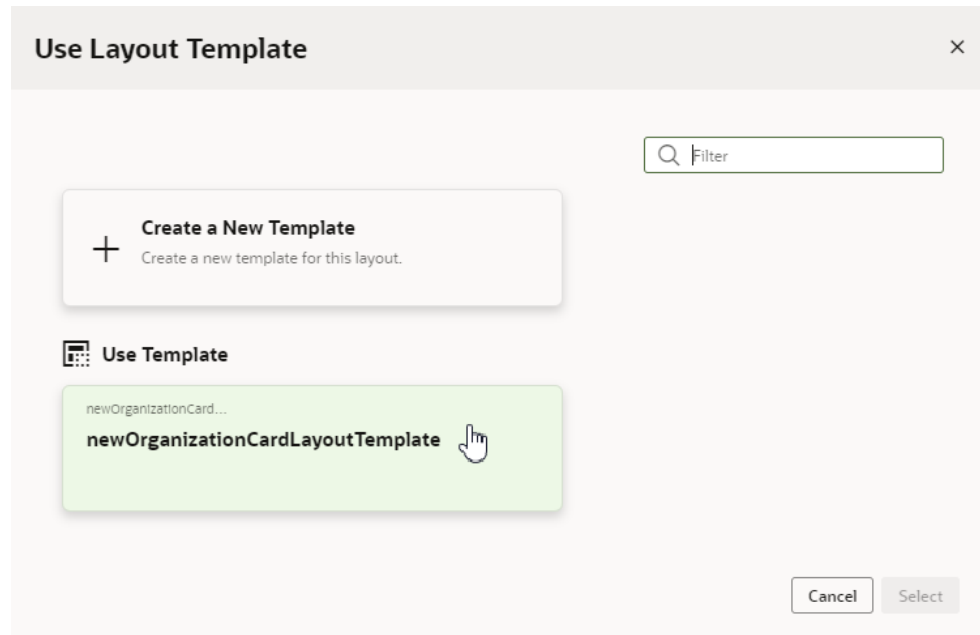 Use Layout Template
Filter
Create a New Template
Create a new template for this layout.
Use Template
newOrganizationCard...
newOrganizationCardLayoutTemplate
Cancel
Select